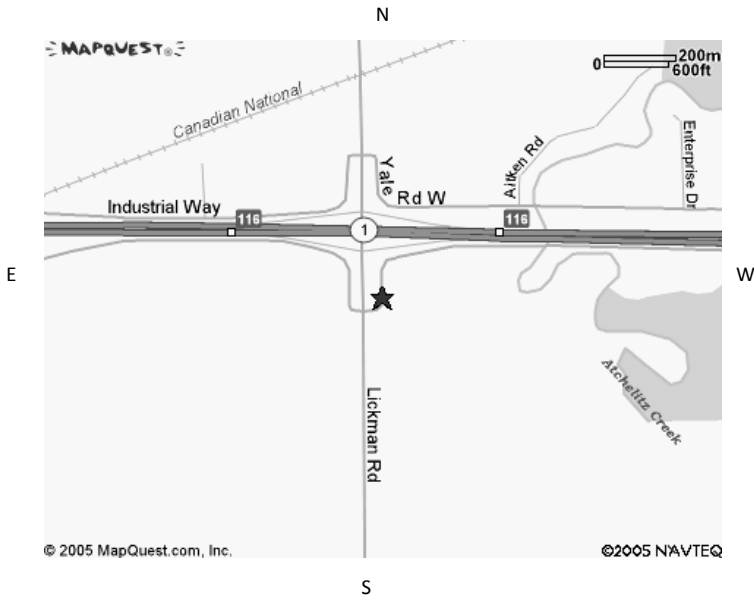 N
MAPQUEST
0 200m
600ft
Canadian National
Yale
Rd W
Aitken Rd
Enterprise Dr
Industrial Way
116
116
1
E
W
Atchelitz Creek
Lickman Rd
© 2005 MapQuest.com, Inc.
©2005 NAVTEQ
S